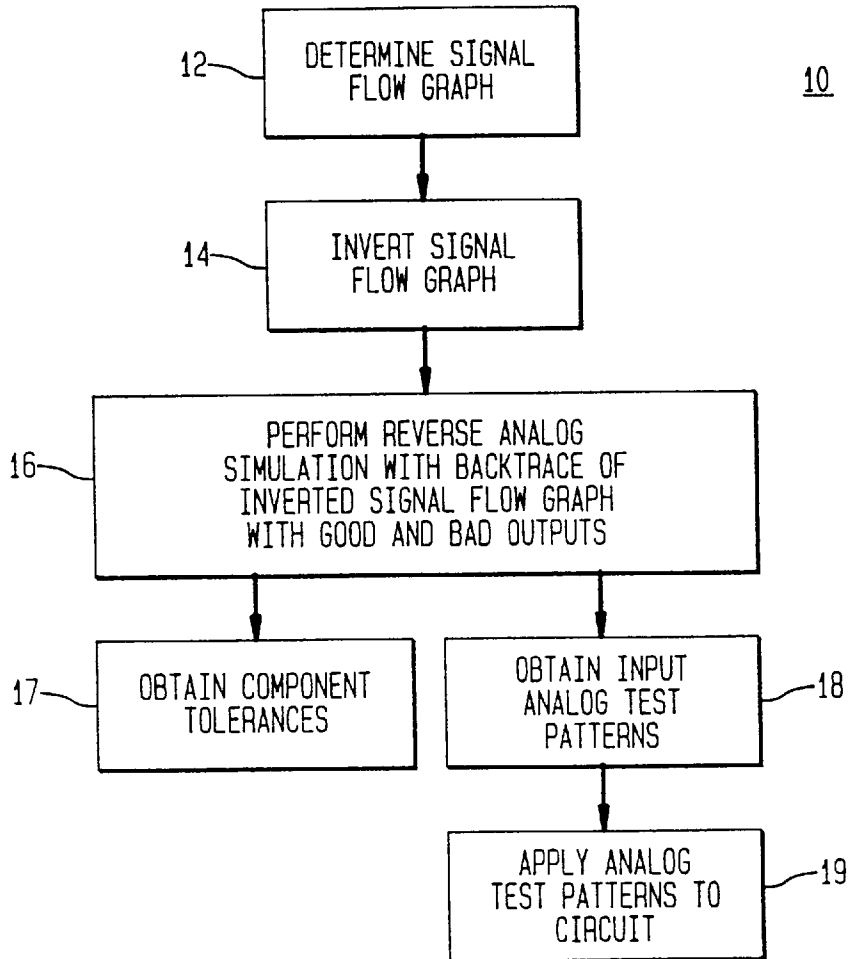 12
DETERMINE SIGNAL
FLOW GRAPH
10
14
INVERT SIGNAL
FLOW GRAPH
16
PERFORM REVERSE ANALOG
SIMULATION WITH BACKTRACE OF
INVERTED SIGNAL FLOW GRAPH
WITH GOOD AND BAD OUTPUTS
17
OBTAIN COMPONENT
TOLERANCES
OBTAIN INPUT
ANALOG TEST
PATTERNS
18
APPLY ANALOG
TEST PATTERNS TO
CIRCUIT
19